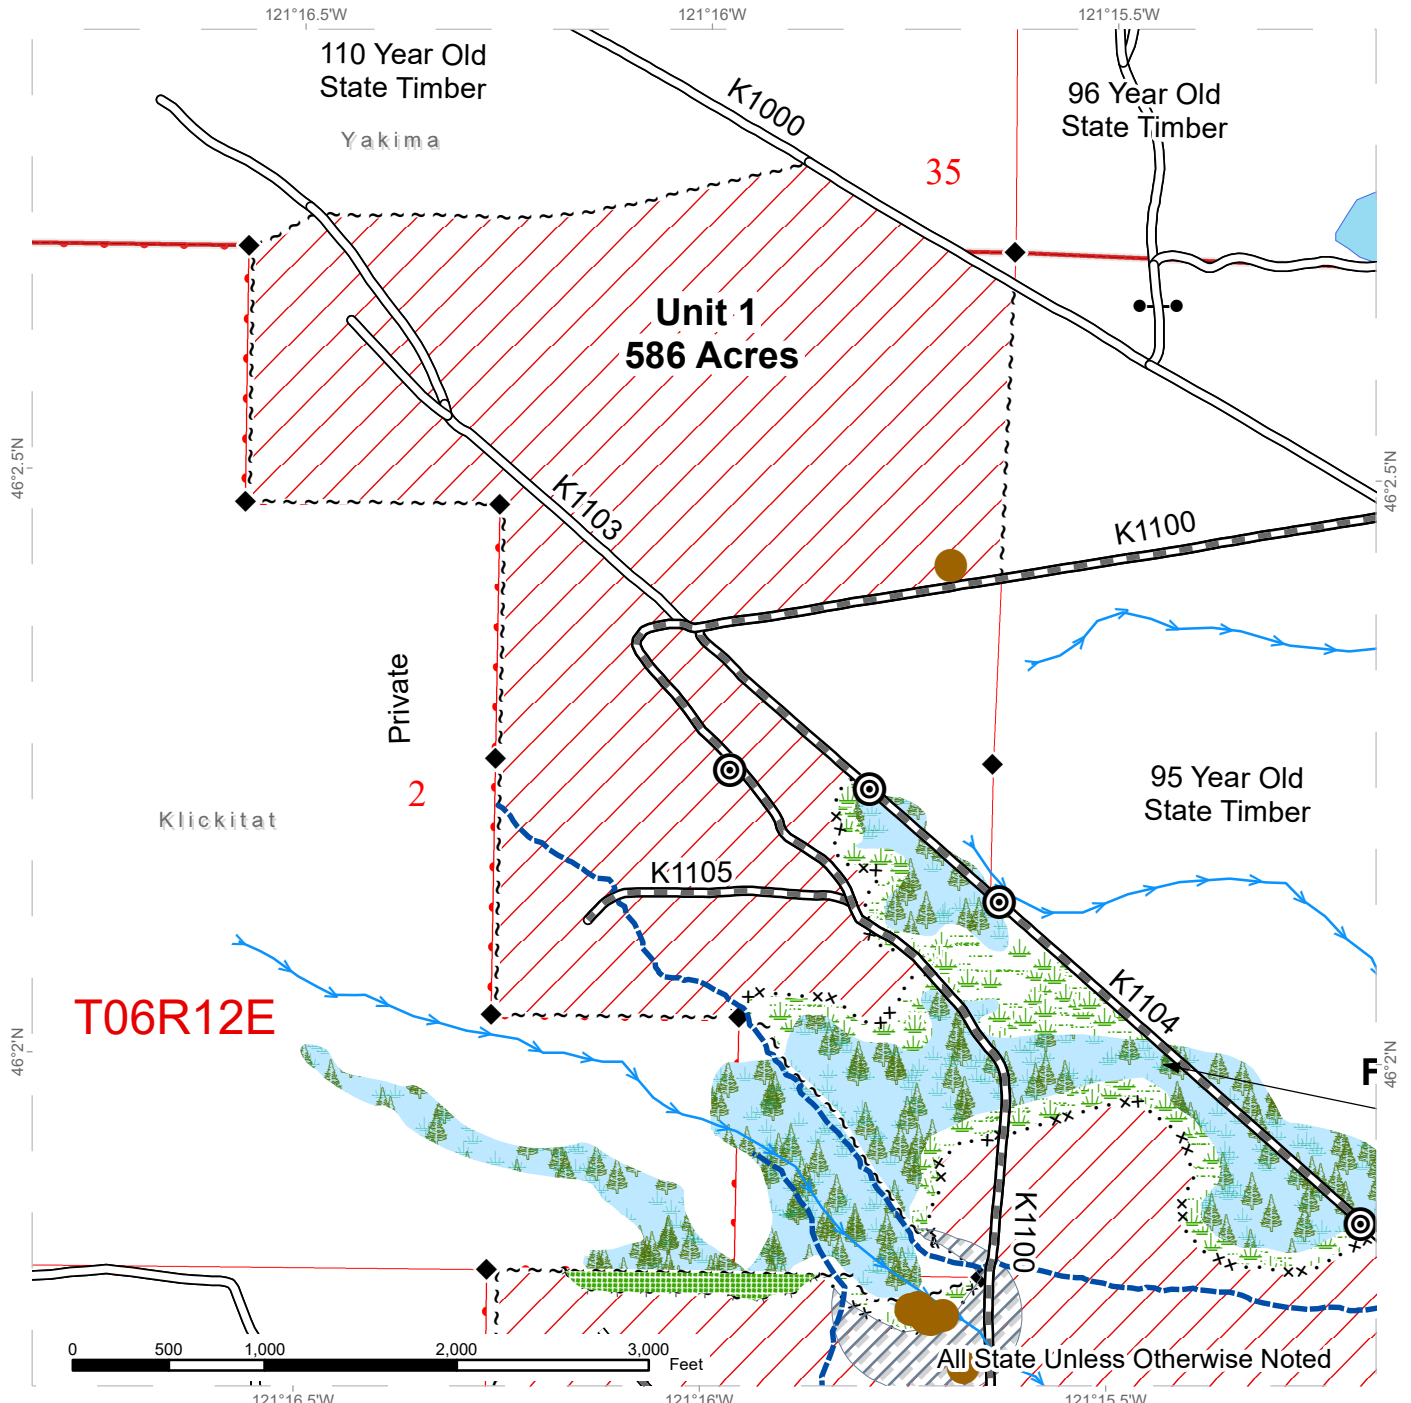 121°16.5'W
121°16'W
121°15.5'W
110 Year Old
State Timber
K1000
96 Year Old
State Timber
Yakima
35
Unit 1
586 Acres
46°2.5'N
46°2.5'N
K1103
K1100
Private
2
95 Year Old
State Timber
Klickitat
K1105
T06R12E
K1104
46°2'N
46°2'N
F
K1100
0
500
1,000
2,000
3,000
Feet
All State Unless Otherwise Noted
121°16.5'W
121°16'W
121°15.5'W